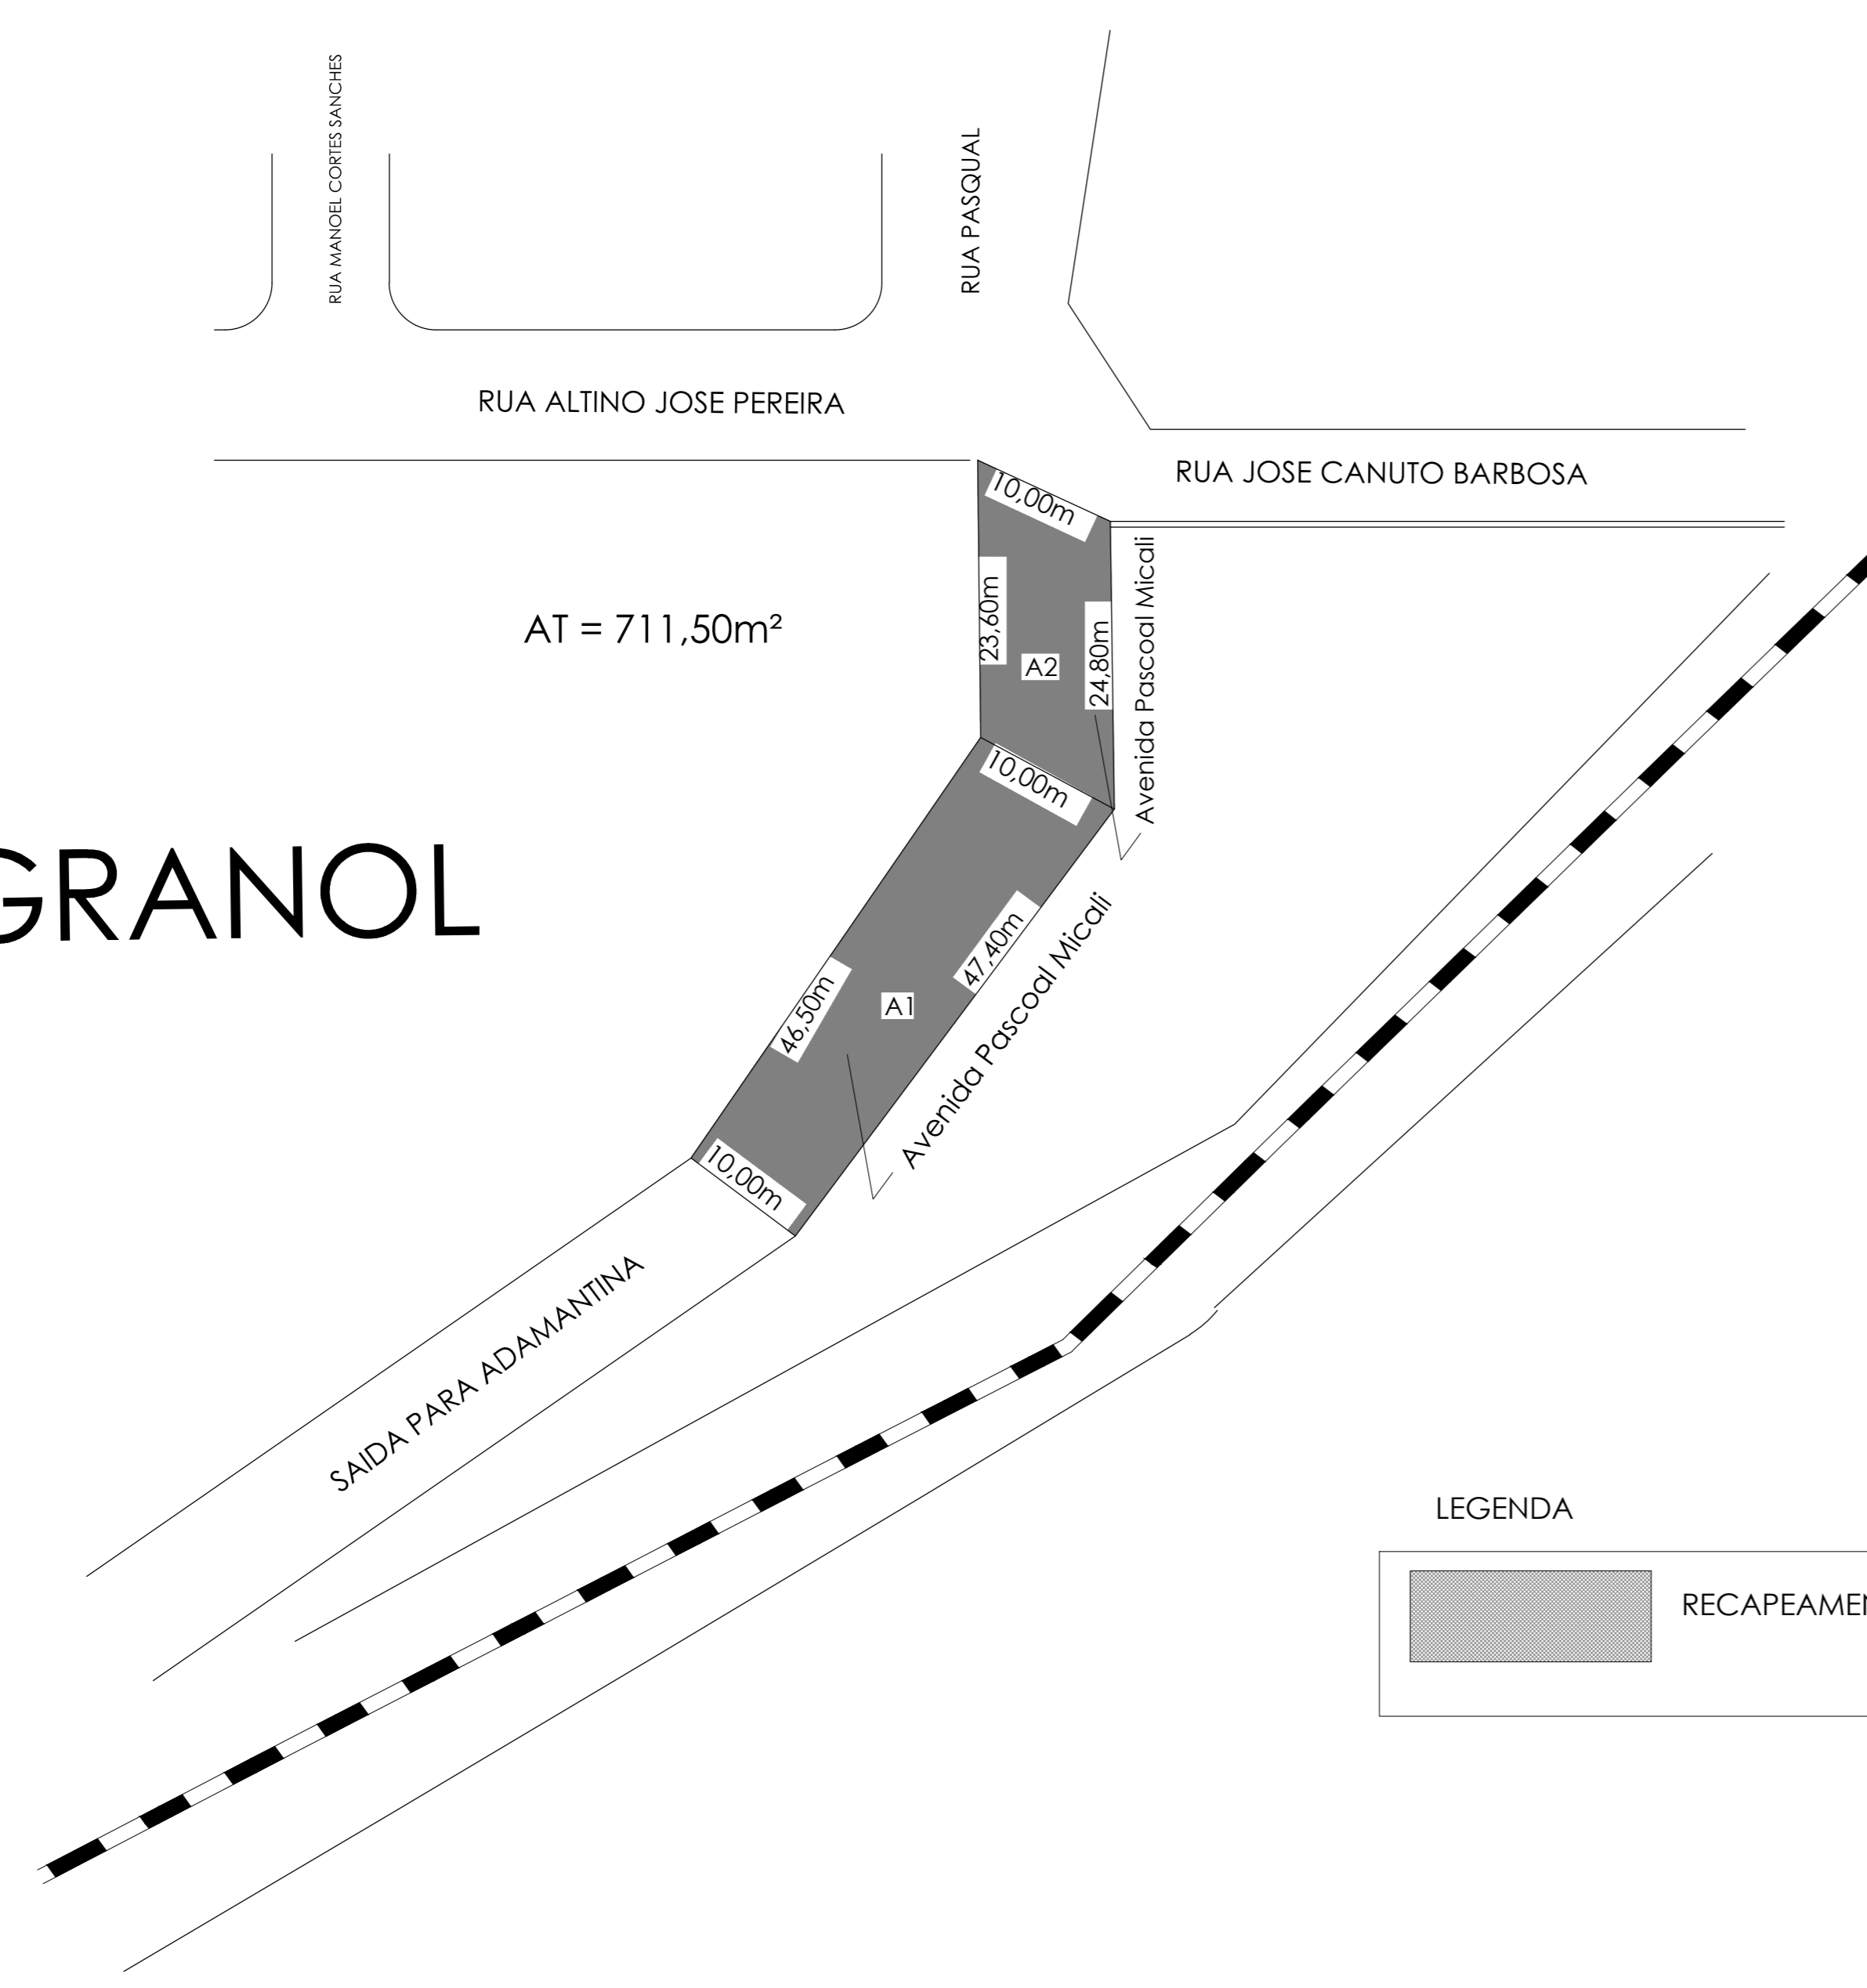 RUA MANOEL CORTES SANCHES
RUA PASQUAL
RUA ALTINO JOSE PEREIRA
RUA JOSE CANUTO BARBOSA
10,00m
23,60m
24,80m
A2
Avenida Pascoal Micali
AT = 711,50m²
10,00m
GRANOL
46,50m
47,40m
A1
Avenida Pascoal Micali
10,00m
SAIDA PARA ADAMANTINA
LEGENDA
RECAPEAMEN